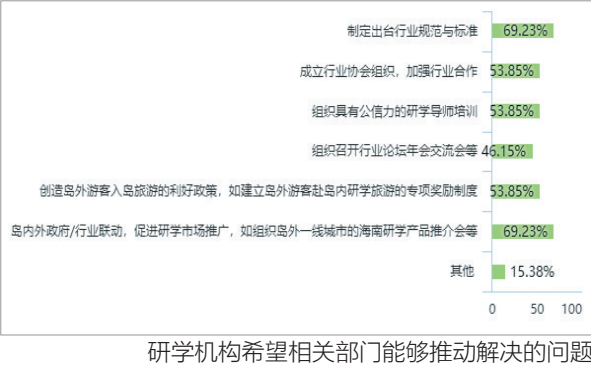 制定出台行业规范与标准 69.23%
成立行业协会组织，加强行业合作 53.85%
组织具有公信力的研学导师培训 53.85%
组织召开行业论坛年会交流会等 46.15%
创造岛外游客入岛旅游的利好政策，如建立岛外游客赴岛内研学旅游的专项奖励制度 53.85%
岛内外政府/行业联动，促进研学市场推广，如组织岛外一线城市的海南研学产品推介会等 69.23%
其他 15.38%
0 50 100
研学机构希望相关部门能够推动解决的问题